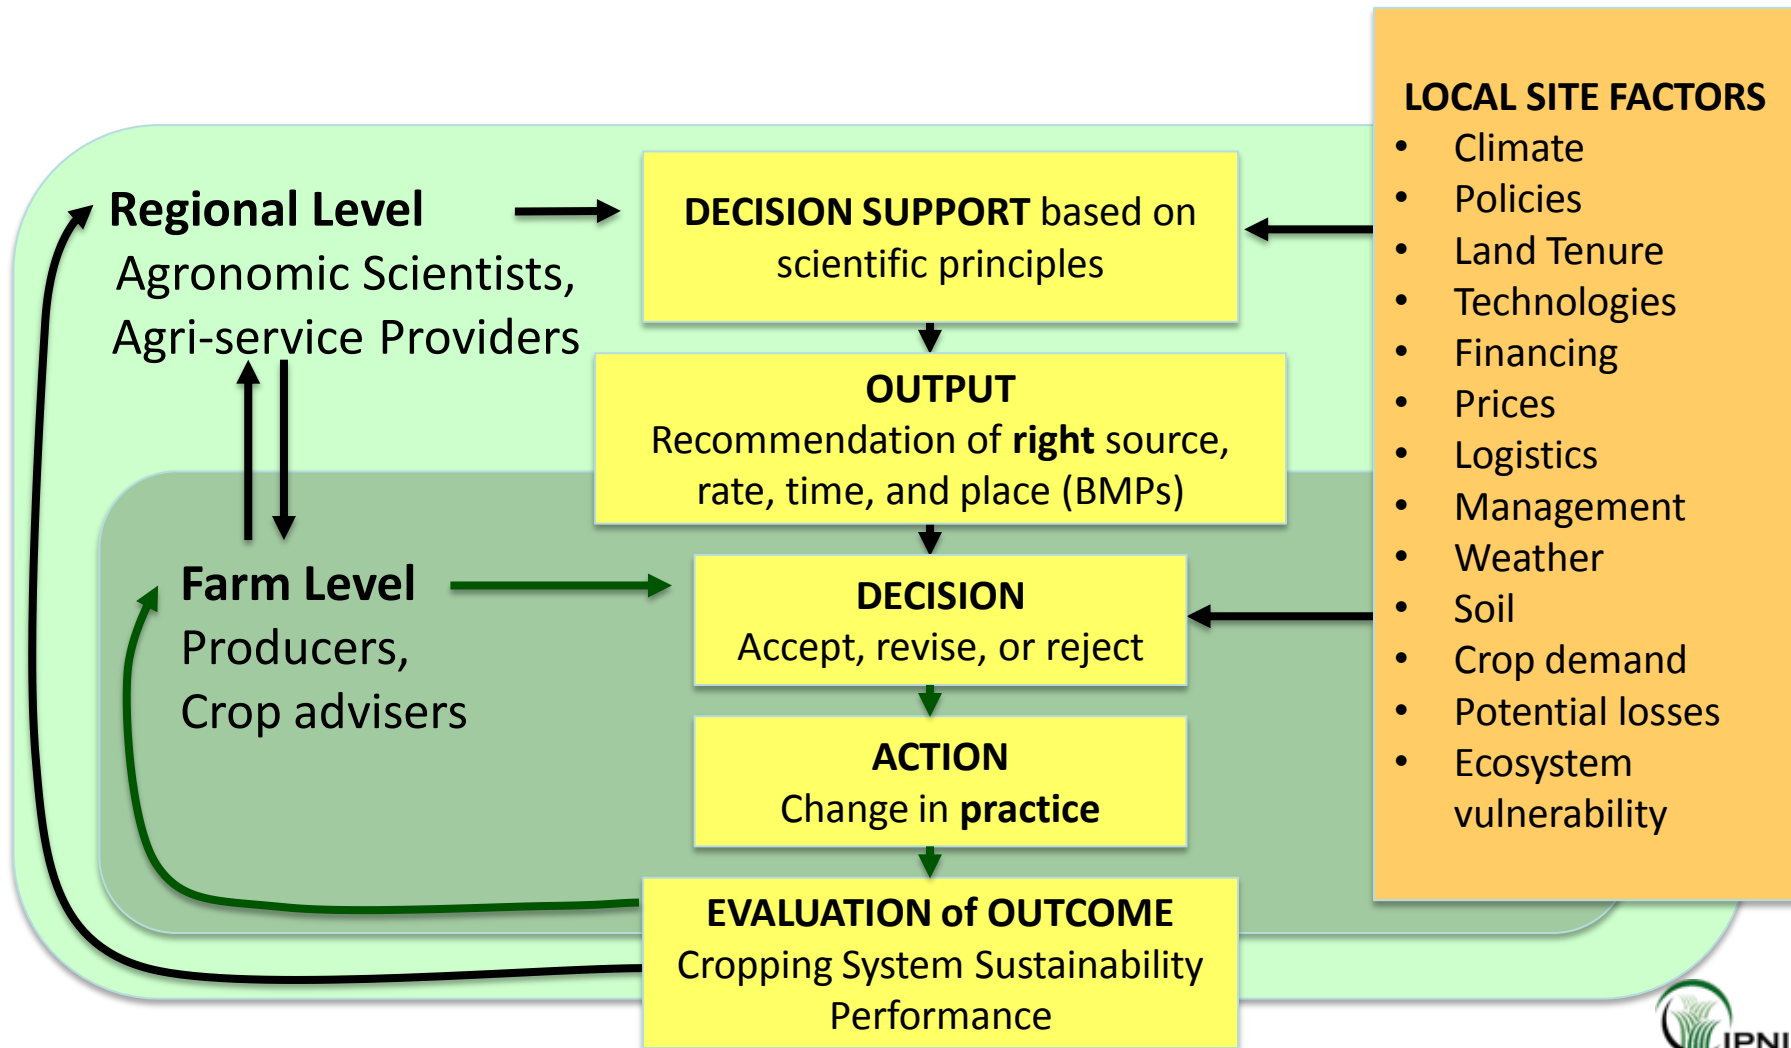 Regional Level
Agronomic Scientists,
Agri-service Providers
Farm Level
Producers,
Crop advisers
DECISION SUPPORT based on
scientific principles
OUTPUT
Recommendation of right source,
rate, time, and place (BMPs)
DECISION
Accept, revise, or reject
ACTION
Change in practice
EVALUATION of OUTCOME
Cropping System Sustainability
Performance
LOCAL SITE FACTORS
• Climate
• Policies
• Land Tenure
• Technologies
• Financing
• Prices
• Logistics
• Management
• Weather
• Soil
• Crop demand
• Potential losses
• Ecosystem
vulnerability
IPNI